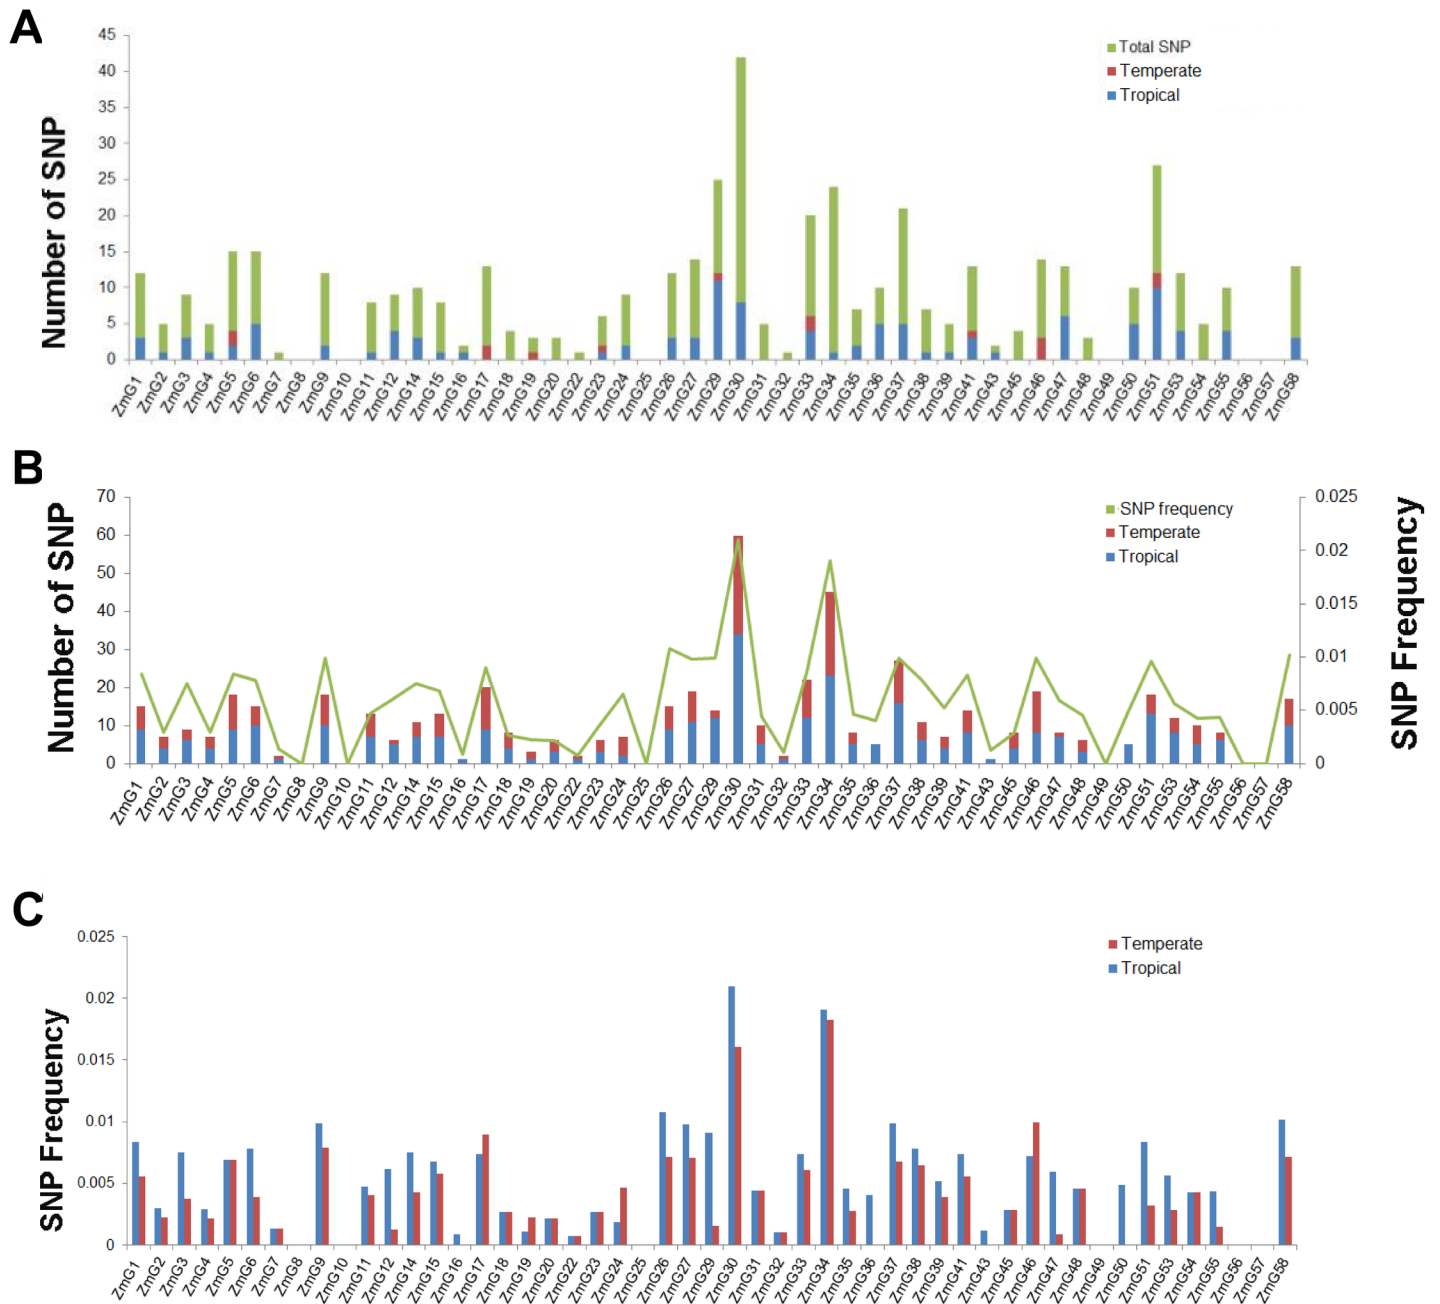 A
Number of SNP
45
40
35
30
25
20
15
10
5
0
Total SNP
Temperate
Tropical
ZmG1 ZmG2 ZmG3 ZmG4 ZmG5 ZmG6 ZmG7 ZmG8 ZmG9 ZmG10 ZmG11 ZmG12 ZmG14 ZmG15 ZmG16 ZmG17 ZmG18 ZmG19 ZmG20 ZmG22 ZmG23 ZmG24 ZmG25 ZmG26 ZmG27 ZmG29 ZmG30 ZmG31 ZmG32 ZmG33 ZmG34 ZmG35 ZmG36 ZmG37 ZmG38 ZmG39 ZmG41 ZmG43 ZmG45 ZmG46 ZmG47 ZmG48 ZmG49 ZmG50 ZmG51 ZmG53 ZmG54 ZmG55 ZmG56 ZmG57 ZmG58
B
Number of SNP
70
60
50
40
30
20
10
0
SNP frequency
Temperate
Tropical
0.025
0.02
0.015
0.01
0.005
0
SNP Frequency
ZmG1 ZmG2 ZmG3 ZmG4 ZmG5 ZmG6 ZmG7 ZmG8 ZmG9 ZmG10 ZmG11 ZmG12 ZmG14 ZmG15 ZmG16 ZmG17 ZmG18 ZmG19 ZmG20 ZmG22 ZmG23 ZmG24 ZmG25 ZmG26 ZmG27 ZmG29 ZmG30 ZmG31 ZmG32 ZmG33 ZmG34 ZmG35 ZmG36 ZmG37 ZmG38 ZmG39 ZmG41 ZmG43 ZmG45 ZmG46 ZmG47 ZmG48 ZmG49 ZmG50 ZmG51 ZmG53 ZmG54 ZmG55 ZmG56 ZmG57 ZmG58
C
SNP Frequency
0.025
0.02
0.015
0.01
0.005
0
Temperate
Tropical
ZmG1 ZmG2 ZmG3 ZmG4 ZmG5 ZmG6 ZmG7 ZmG8 ZmG9 ZmG10 ZmG11 ZmG12 ZmG14 ZmG15 ZmG16 ZmG17 ZmG18 ZmG19 ZmG20 ZmG22 ZmG23 ZmG24 ZmG25 ZmG26 ZmG27 ZmG29 ZmG30 ZmG31 ZmG32 ZmG33 ZmG34 ZmG35 ZmG36 ZmG37 ZmG38 ZmG39 ZmG41 ZmG43 ZmG45 ZmG46 ZmG47 ZmG48 ZmG49 ZmG50 ZmG51 ZmG53 ZmG54 ZmG55 ZmG56 ZmG57 ZmG58